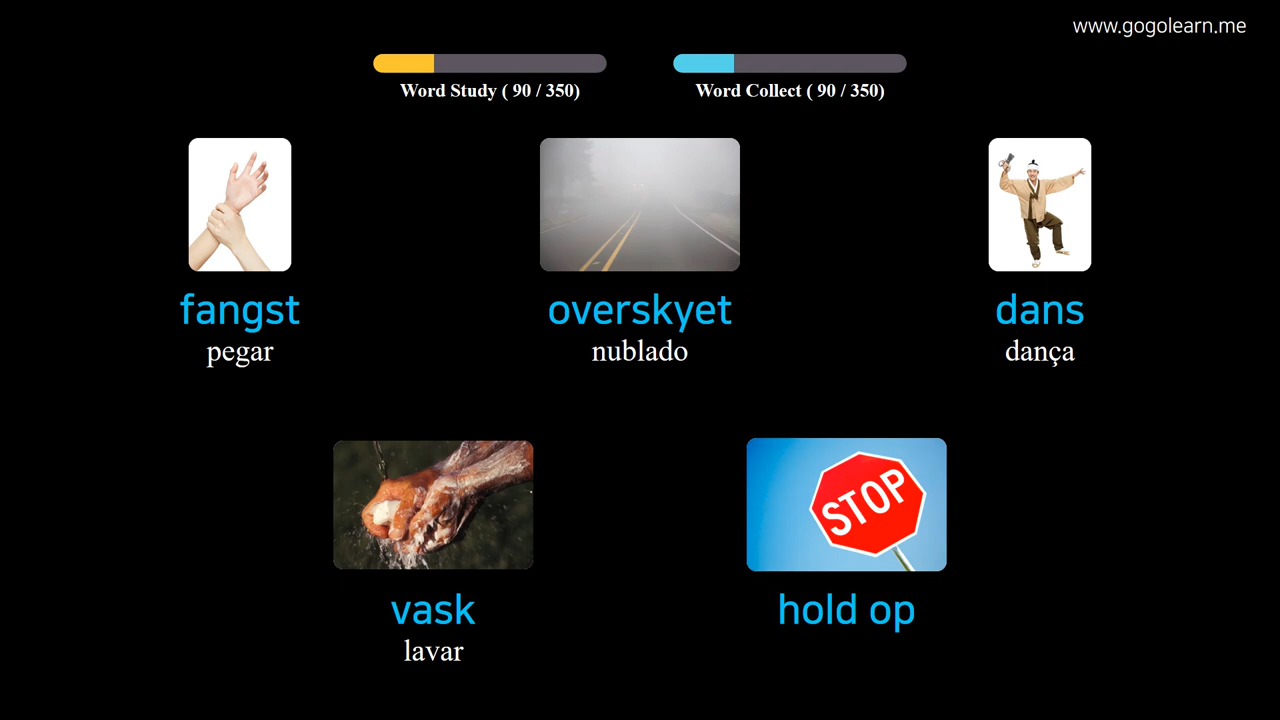 www.gogolearn.me
Word Study ( 90 / 350)
Word Collect ( 90 / 350)
fangst
pegar
overskyet
nublado
dans
dança
vask
lavar
STOP
hold op